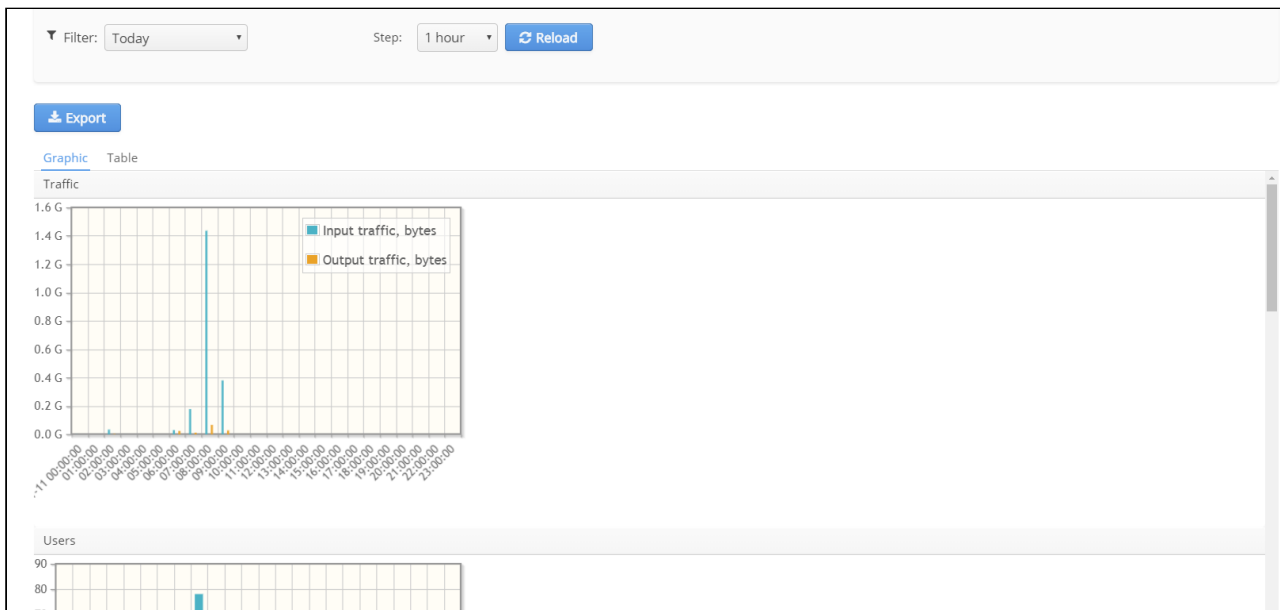 Filter: Today Step: 1 hour Reload
Export
Graphic Table
Traffic
1.6 G
1.4 G
1.2 G
1.0 G
0.8 G
0.6 G
0.4 G
0.2 G
0.0 G
Input traffic, bytes
Output traffic, bytes
-11 00:00:00
01:00:00
02:00:00
03:00:00
04:00:00
05:00:00
06:00:00
07:00:00
08:00:00
09:00:00
10:00:00
11:00:00
12:00:00
13:00:00
14:00:00
15:00:00
16:00:00
17:00:00
18:00:00
19:00:00
20:00:00
21:00:00
22:00:00
23:00:00
Users
90
80